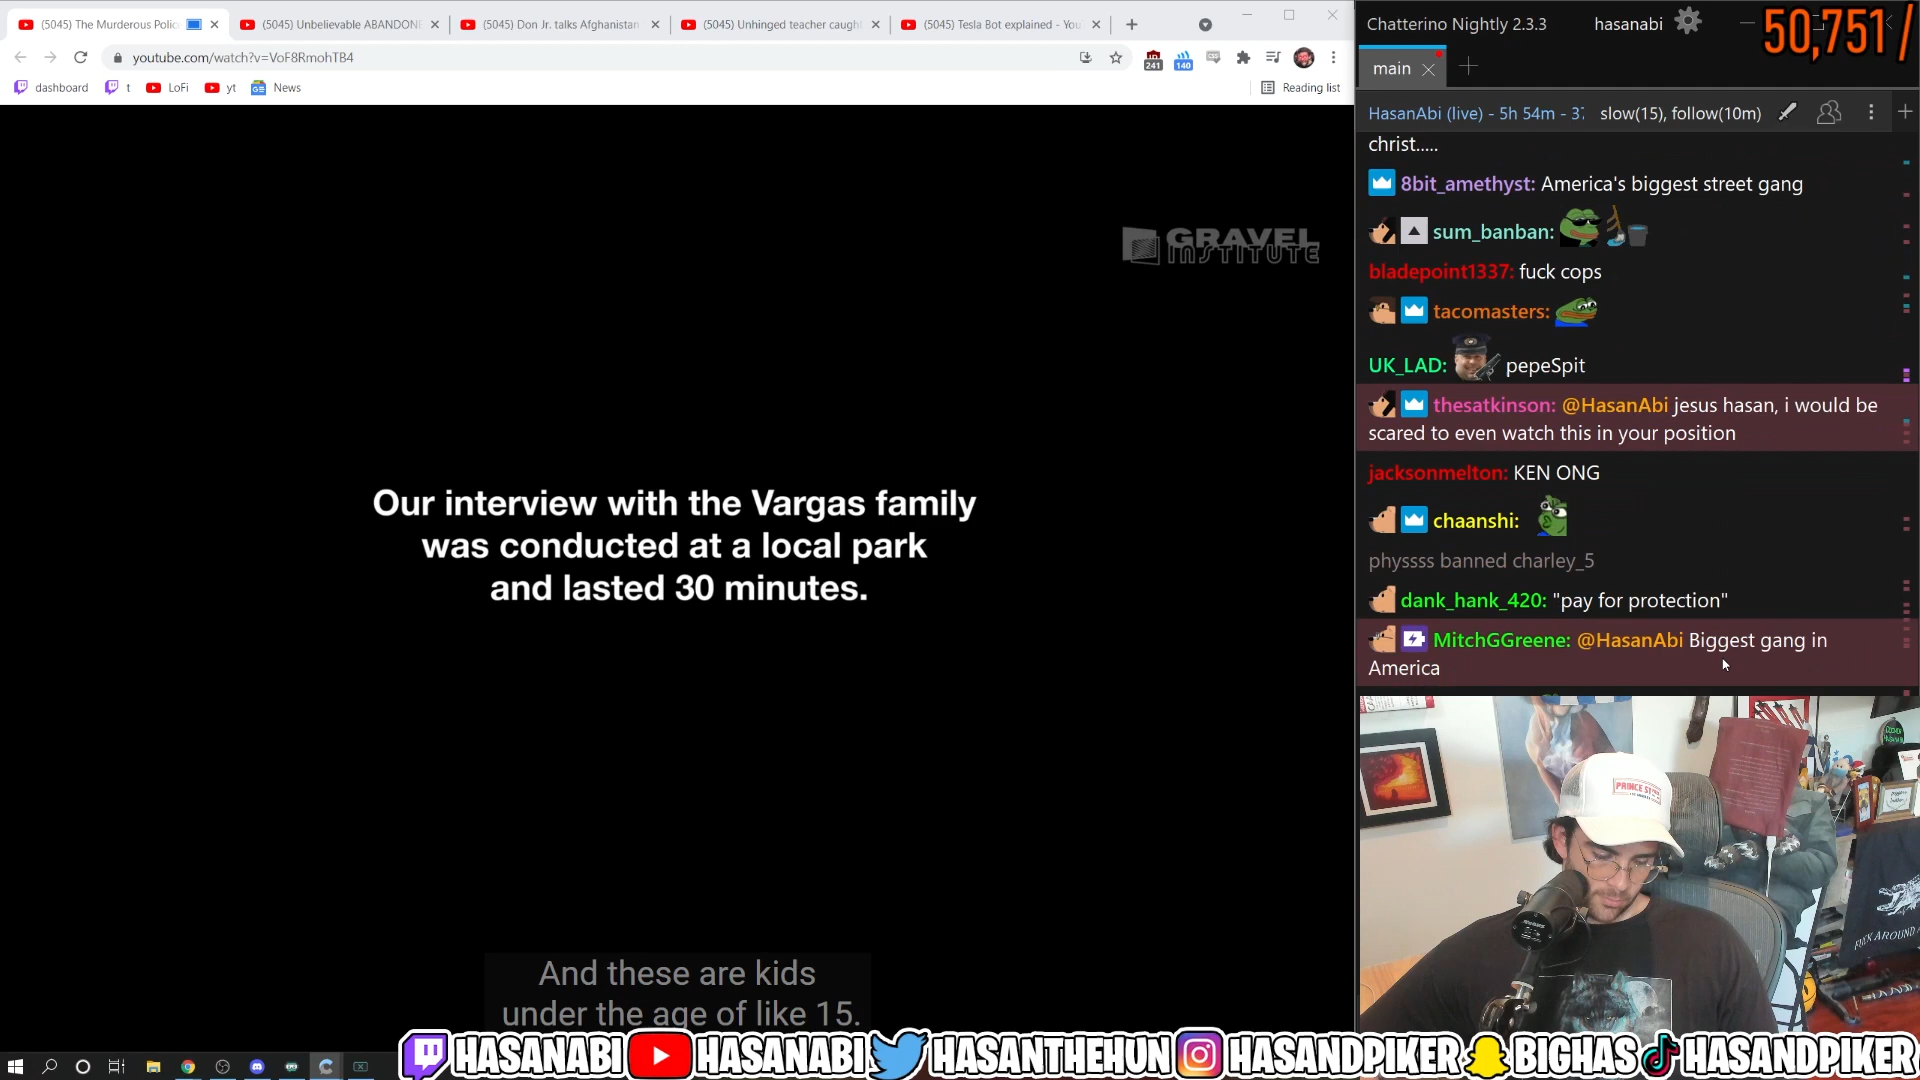 (5045) The Murderous Polic
(5045) Unbelievable ABANDONE
(5045) Don Jr. talks Afghanistan
(5045) Unhinged teacher caught
(5045) Tesla Bot explained - You
youtube.com/watch?v=VoF8RmohTB4
241
140
dashboard
t
LoFi
yt
News
Reading list
GRAVEL
INSTITUTE
Our interview with the Vargas family
was conducted at a local park
and lasted 30 minutes.
And these are kids
under the age of like 15.
Chatterino Nightly 2.3.3
hasanabi
50,751 /
main
HasanAbi (live) - 5h 54m - 37
slow(15), follow(10m)
christ.....
8bit_amethyst: America's biggest street gang
sum_banban:
bladepoint1337: fuck cops
tacomasters:
UK_LAD: pepeSpit
thesatkinson: @HasanAbi jesus hasan, i would be
scared to even watch this in your position
jacksonmelton: KEN ONG
chaanshi:
physsss banned charley_5
dank_hank_420: "pay for protection"
MitchGGreene: @HasanAbi Biggest gang in
America
PRINCE ST
HASANABI
HASANABI
HASANTHEHUN
HASANDPIKER
BIGHAS
HASANDPIKER